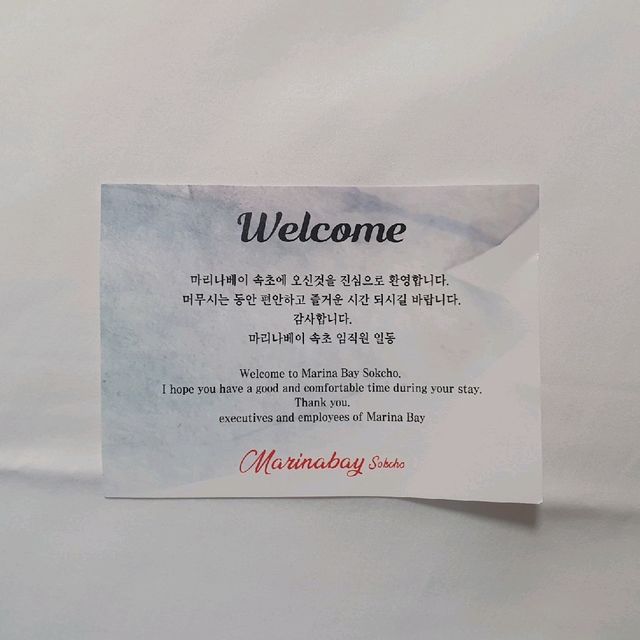 Welcome
마리나베이 속초에 오신것을 진심으로 환영합니다.
머무시는 동안 편안하고 즐거운 시간 되시길 바랍니다.
감사합니다.
마리나베이 속초 임직원 일동
Welcome to Marina Bay Sokcho.
I hope you have a good and comfortable time during your stay.
Thank you.
executives and employees of Marina Bay
Marinabay Sokcho